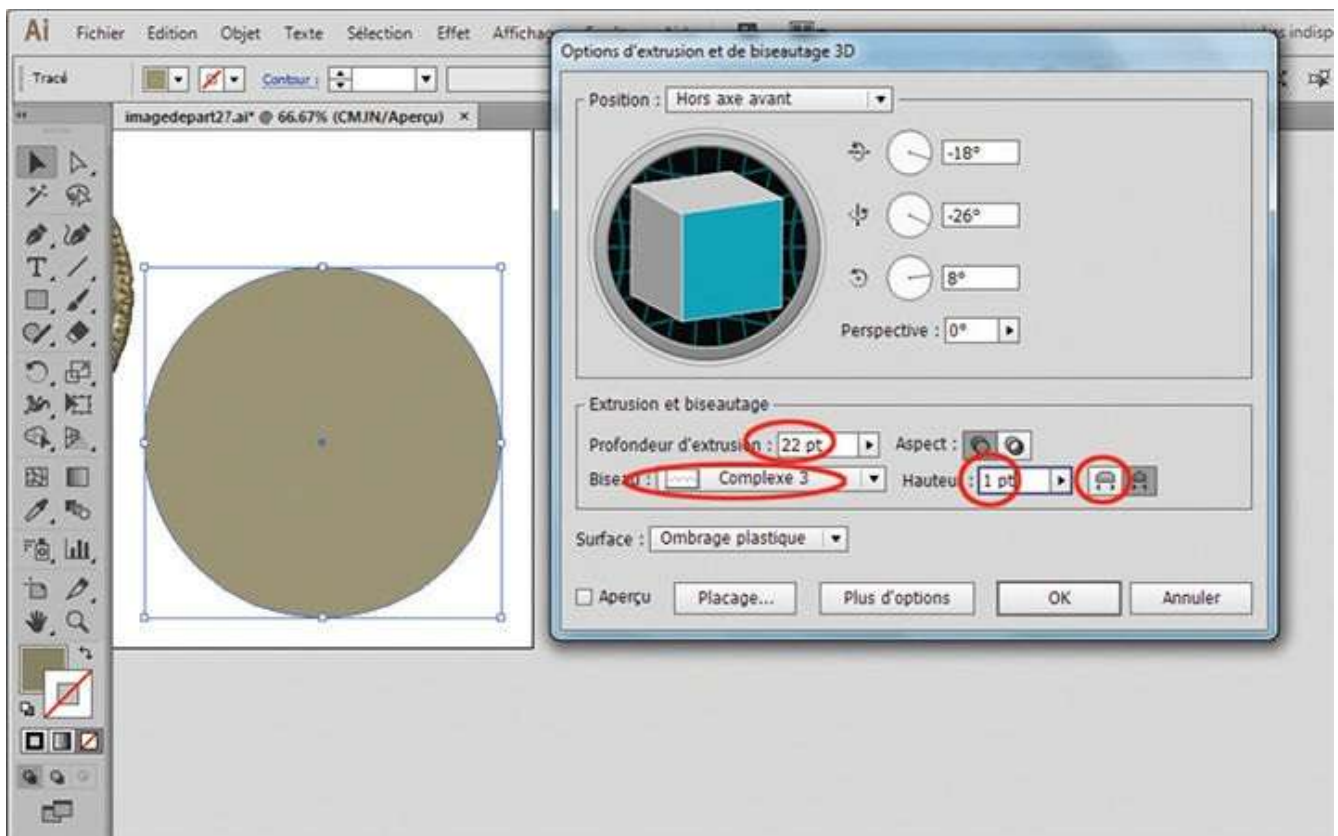 Ai Fichier Edition Objet Texte Sélection Effet Affichag
indisp
Tracé Contour :
imagedepart27.ai* @ 66.67% (CMJN/Aperçu) ×
Options d'extrusion et de biseautage 3D
Position : Hors axe avant
-18°
-26°
8°
Perspective : 0°
Extrusion et biseautage
Profondeur d'extrusion : 22 pt Aspect :
Biseau : Complexe 3 Hauteur : 1 pt
Surface : Ombrage plastique
Aperçu Placage... Plus d'options OK Annuler